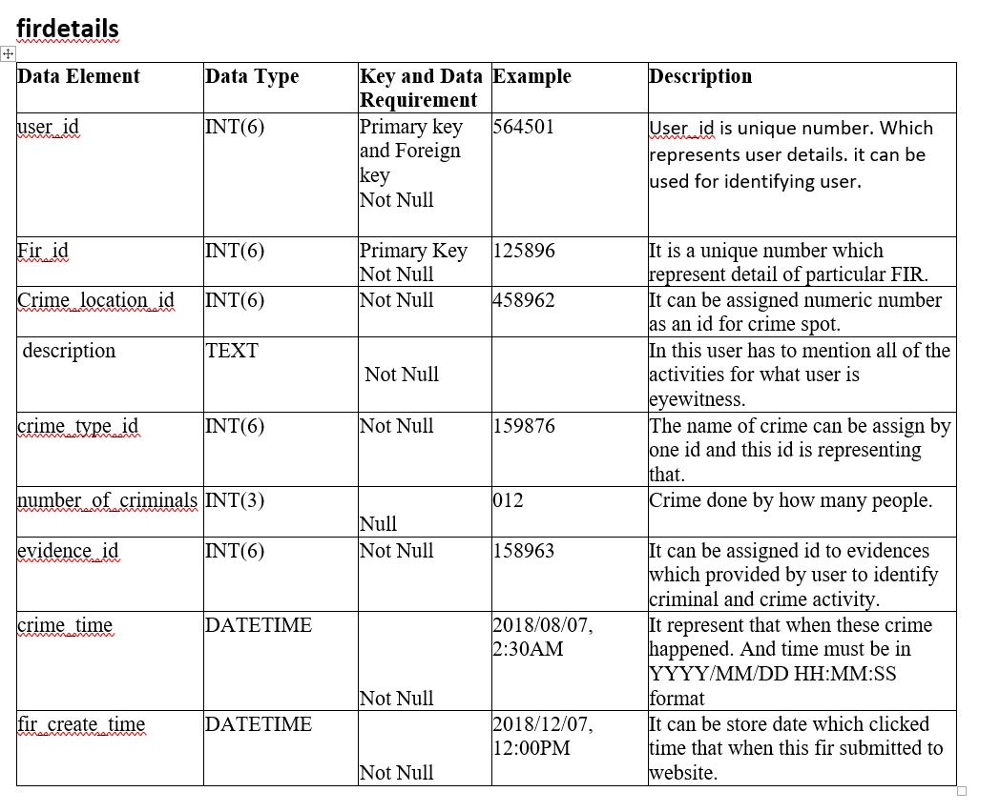 firdetails
Data Element Data Type Key and Data Example Description
Requirement
user_id INT(6) Primary key 564501 User_id is unique number. Which
and Foreign represents user details. it can be
key used for identifying user.
Not Null
Fir_id INT(6) Primary Key 125896 It is a unique number which
Not Null represent detail of particular FIR.
Crime_location_id INT(6) Not Null 458962 It can be assigned numeric number
as an id for crime spot.
description TEXT In this user has to mention all of the
Not Null activities for what user is
eyewitness.
crime_type_id INT(6) Not Null 159876 The name of crime can be assign by
one id and this id is representing
that.
number_of_criminals INT(3) 012 Crime done by how many people.
Null
evidence_id INT(6) Not Null 158963 It can be assigned id to evidences
which provided by user to identify
criminal and crime activity.
crime_time DATETIME 2018/08/07, It represent that when these crime
2:30AM happened. And time must be in
YYYY/MM/DD HH:MM:SS
Not Null format
fir_create_time DATETIME 2018/12/07, It can be store date which clicked
12:00PM time that when this fir submitted to
Not Null website.